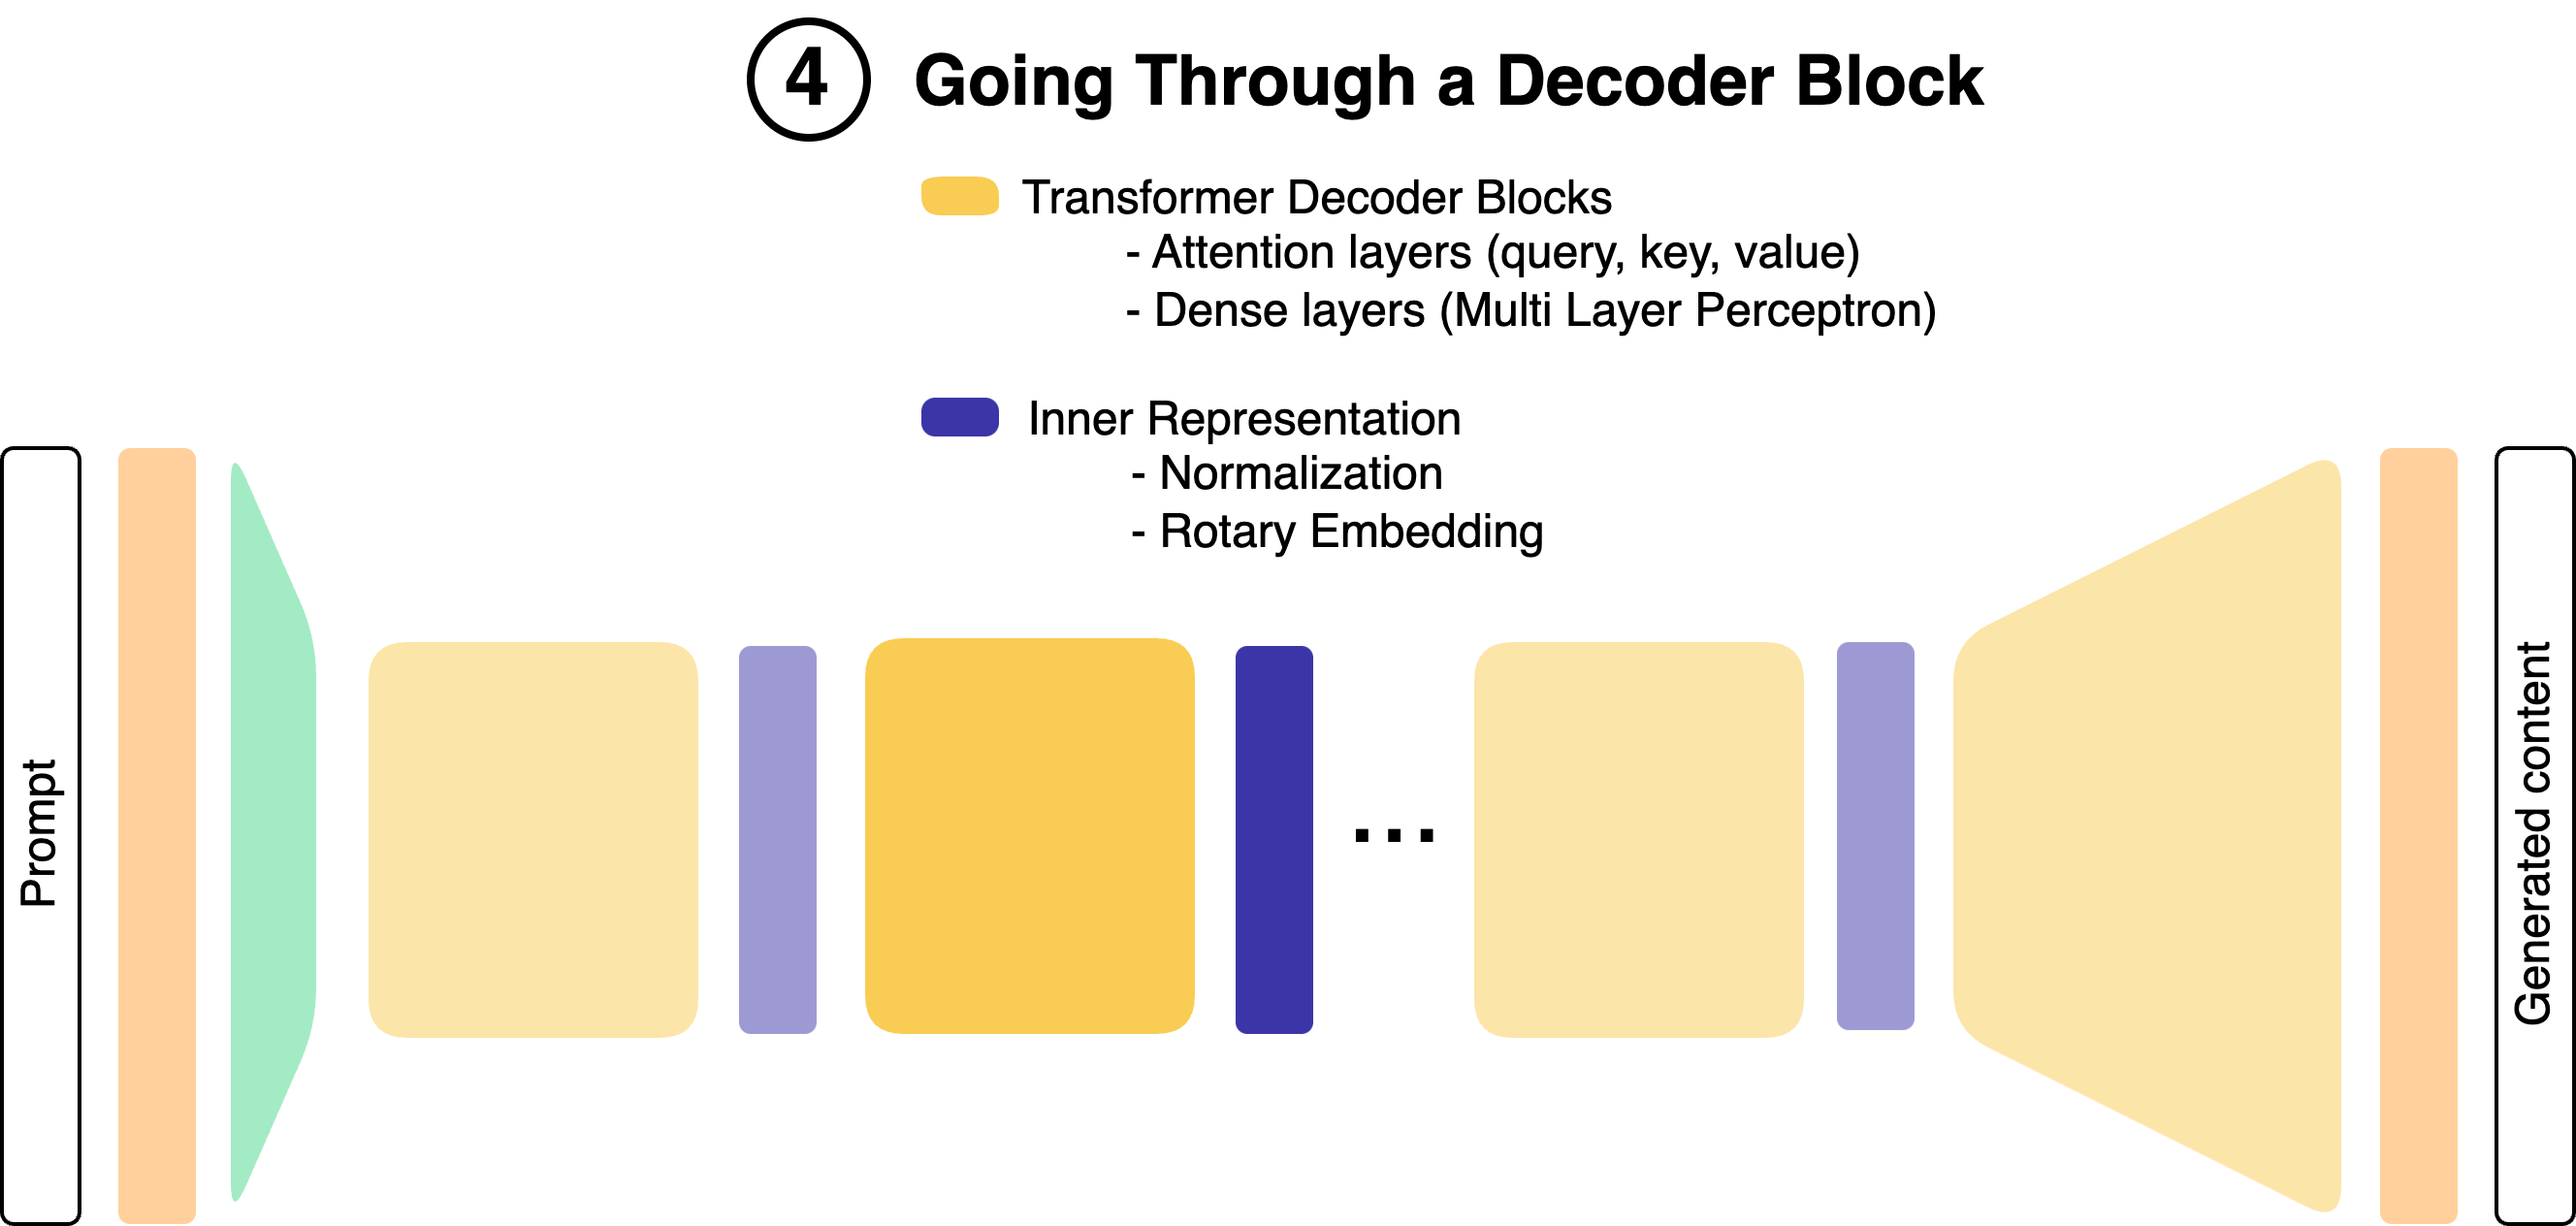 4 Going Through a Decoder Block
Transformer Decoder Blocks
- Attention layers (query, key, value)
- Dense layers (Multi Layer Perceptron)
Inner Representation
- Normalization
- Rotary Embedding
Prompt
...
Generated content